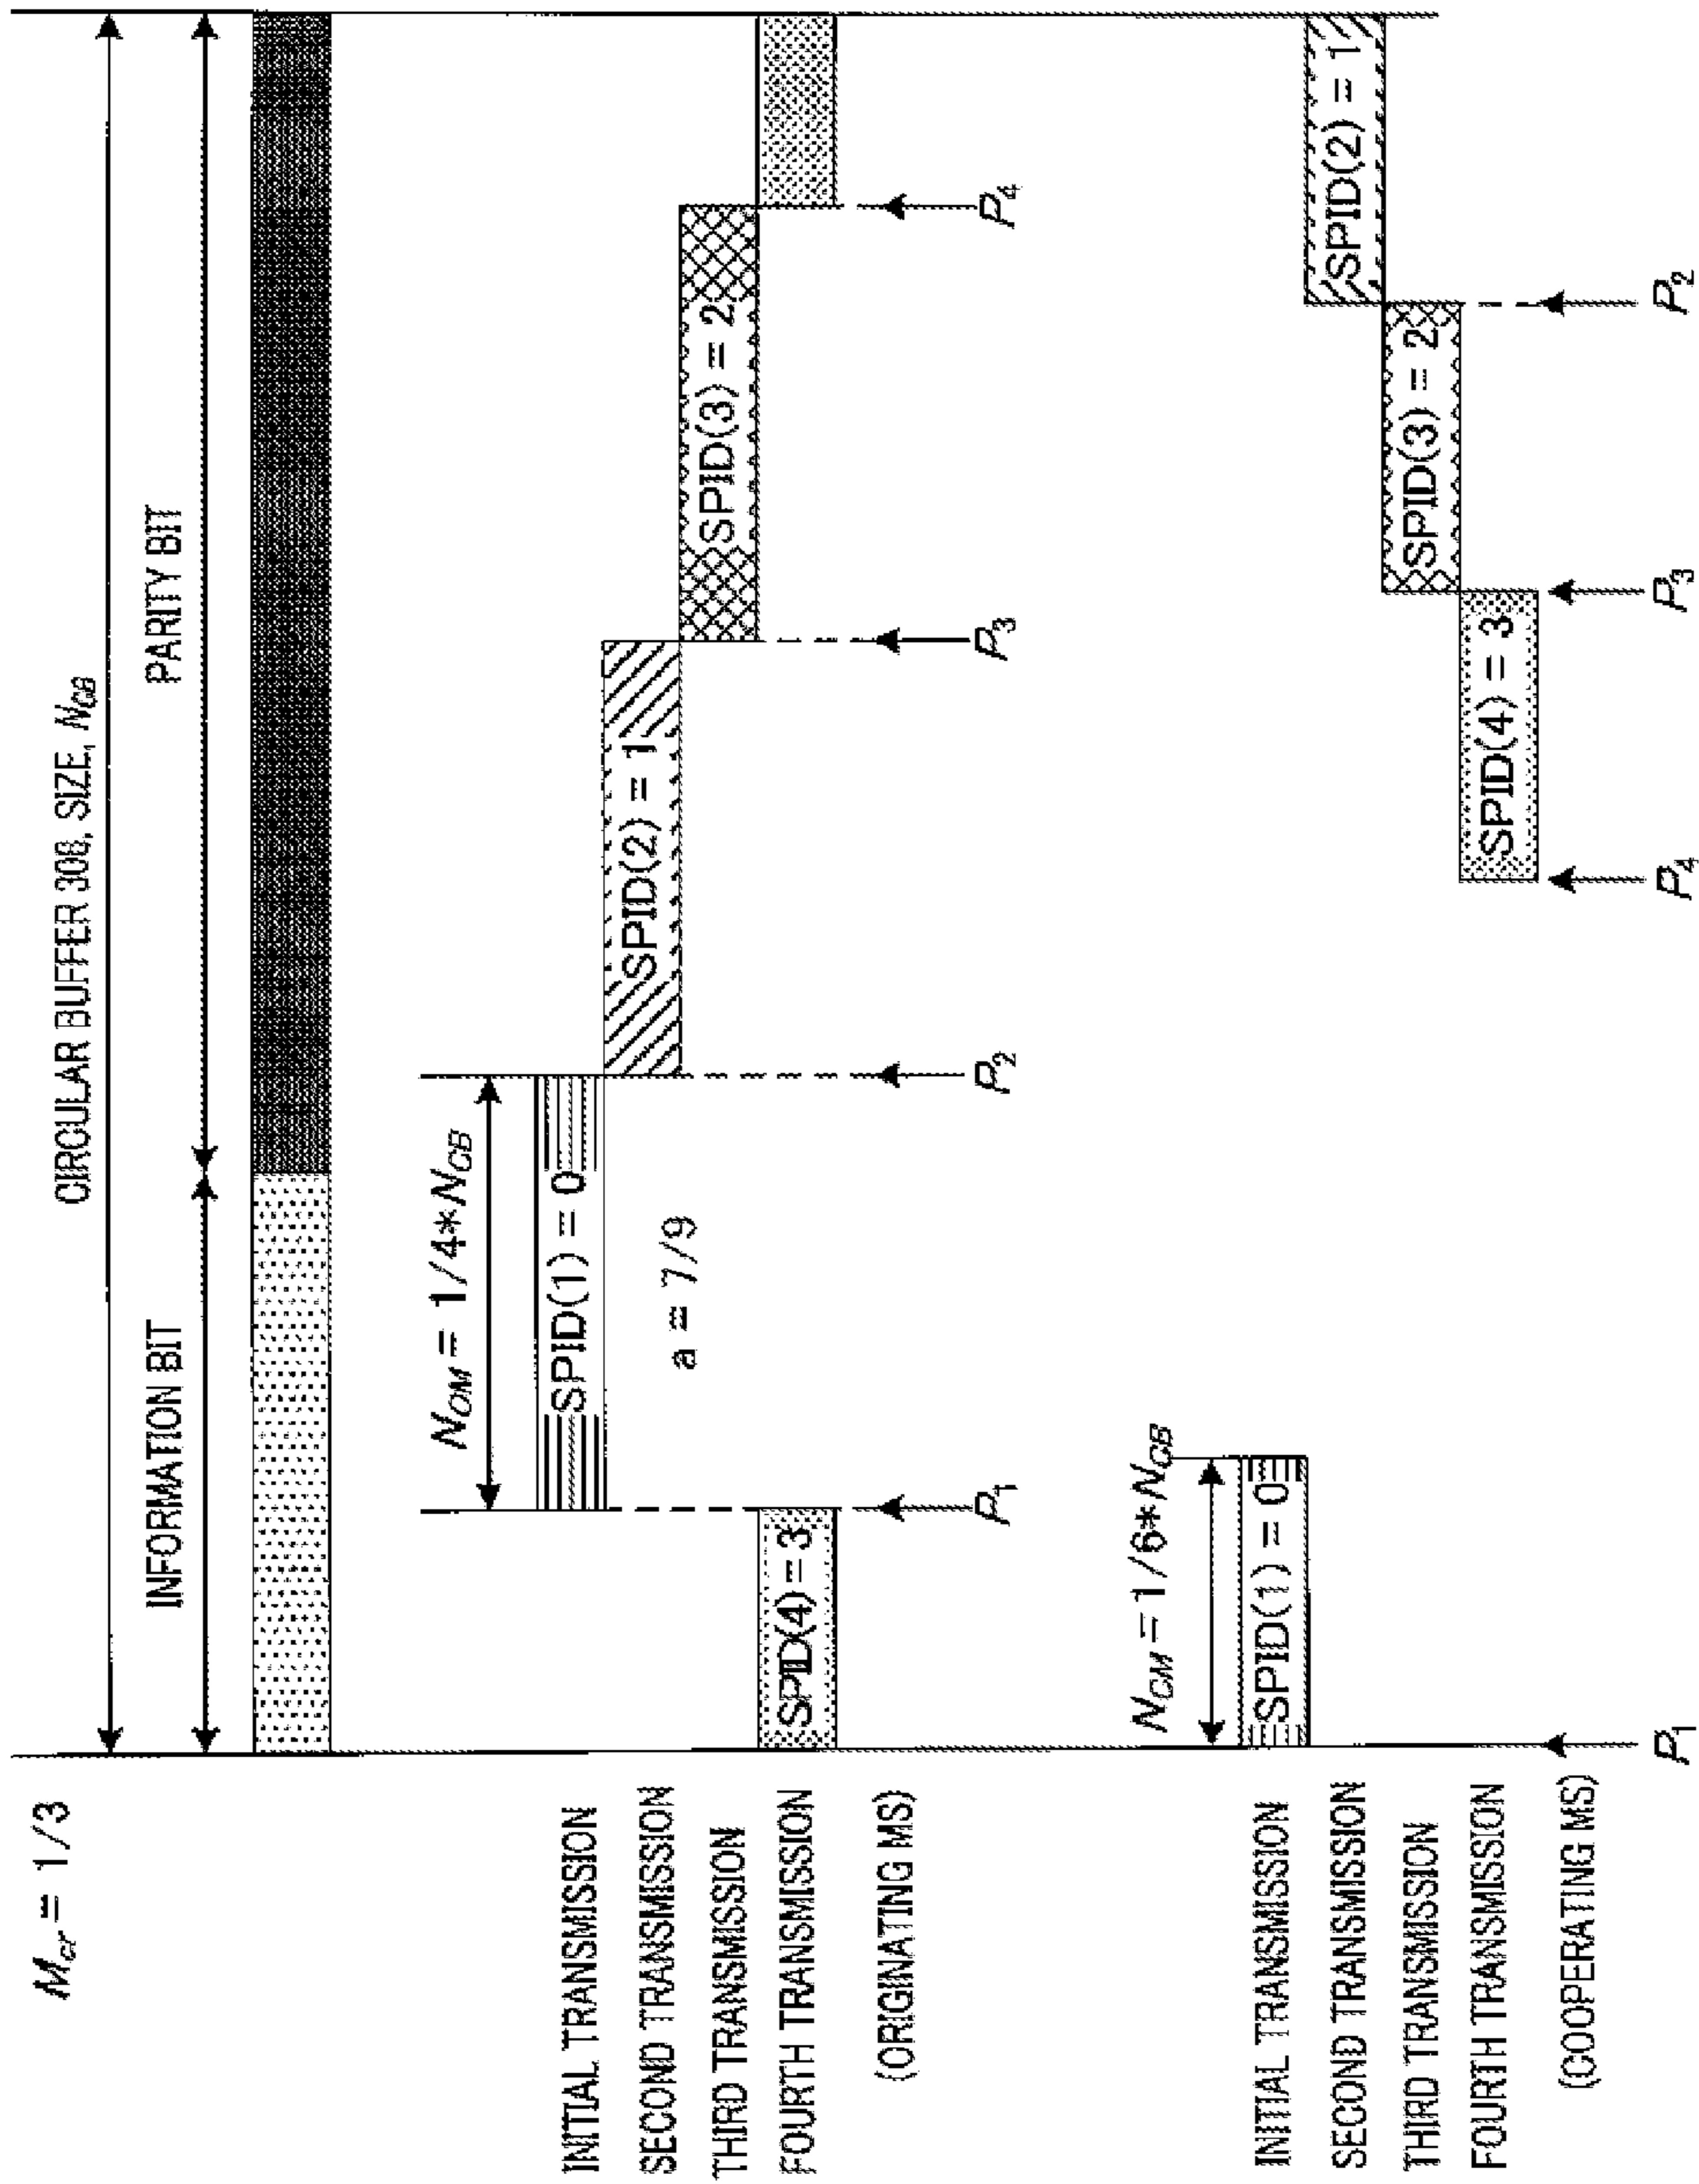 M_cr = 1/3
CIRCULAR BUFFER 308, SIZE, N_CB
INFORMATION BIT
PARITY BIT
N_OM = 1/4*N_CB
INITIAL TRANSMISSION
SPID(1) = 0
SECOND TRANSMISSION
a = 7/9
SPID(2) = 1
THIRD TRANSMISSION
SPID(3) = 2
FOURTH TRANSMISSION
SPID(4) = 3
(ORIGINATING MS)
P_1
P_2
P_3
P_4
N_CM = 1/6*N_CB
INITIAL TRANSMISSION
SPID(1) = 0
SECOND TRANSMISSION
SPID(2) = 1
THIRD TRANSMISSION
SPID(3) = 2
FOURTH TRANSMISSION
SPID(4) = 3
(COOPERATING MS)
P_1
P_4
P_3
P_2